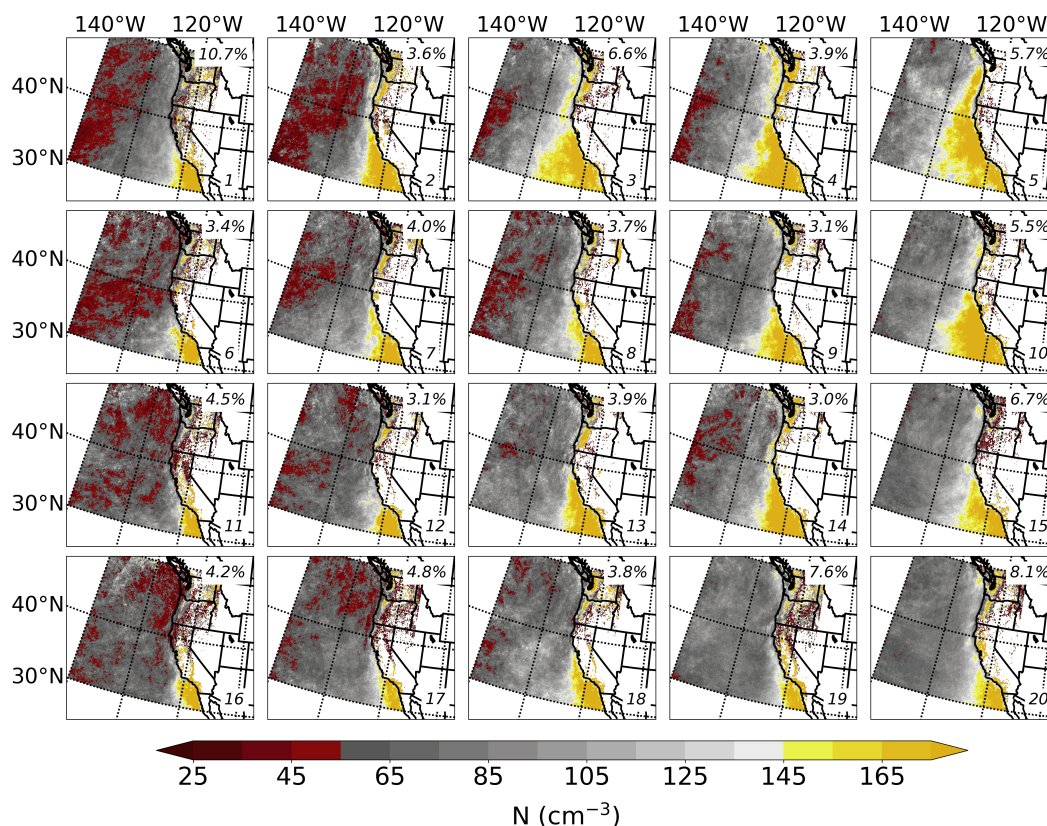 140°W 120°W 140°W 120°W 140°W 120°W 140°W 120°W 140°W 120°W
10.7% 3.6% 6.6% 3.9% 5.7%
40°N
30°N
1 2 3 4 5
3.4% 4.0% 3.7% 3.1% 5.5%
40°N
30°N
6 7 8 9 10
4.5% 3.1% 3.9% 3.0% 6.7%
40°N
30°N
11 12 13 14 15
4.2% 4.8% 3.8% 7.6% 8.1%
40°N
30°N
16 17 18 19 20
25 45 65 85 105 125 145 165
N (cm⁻³)